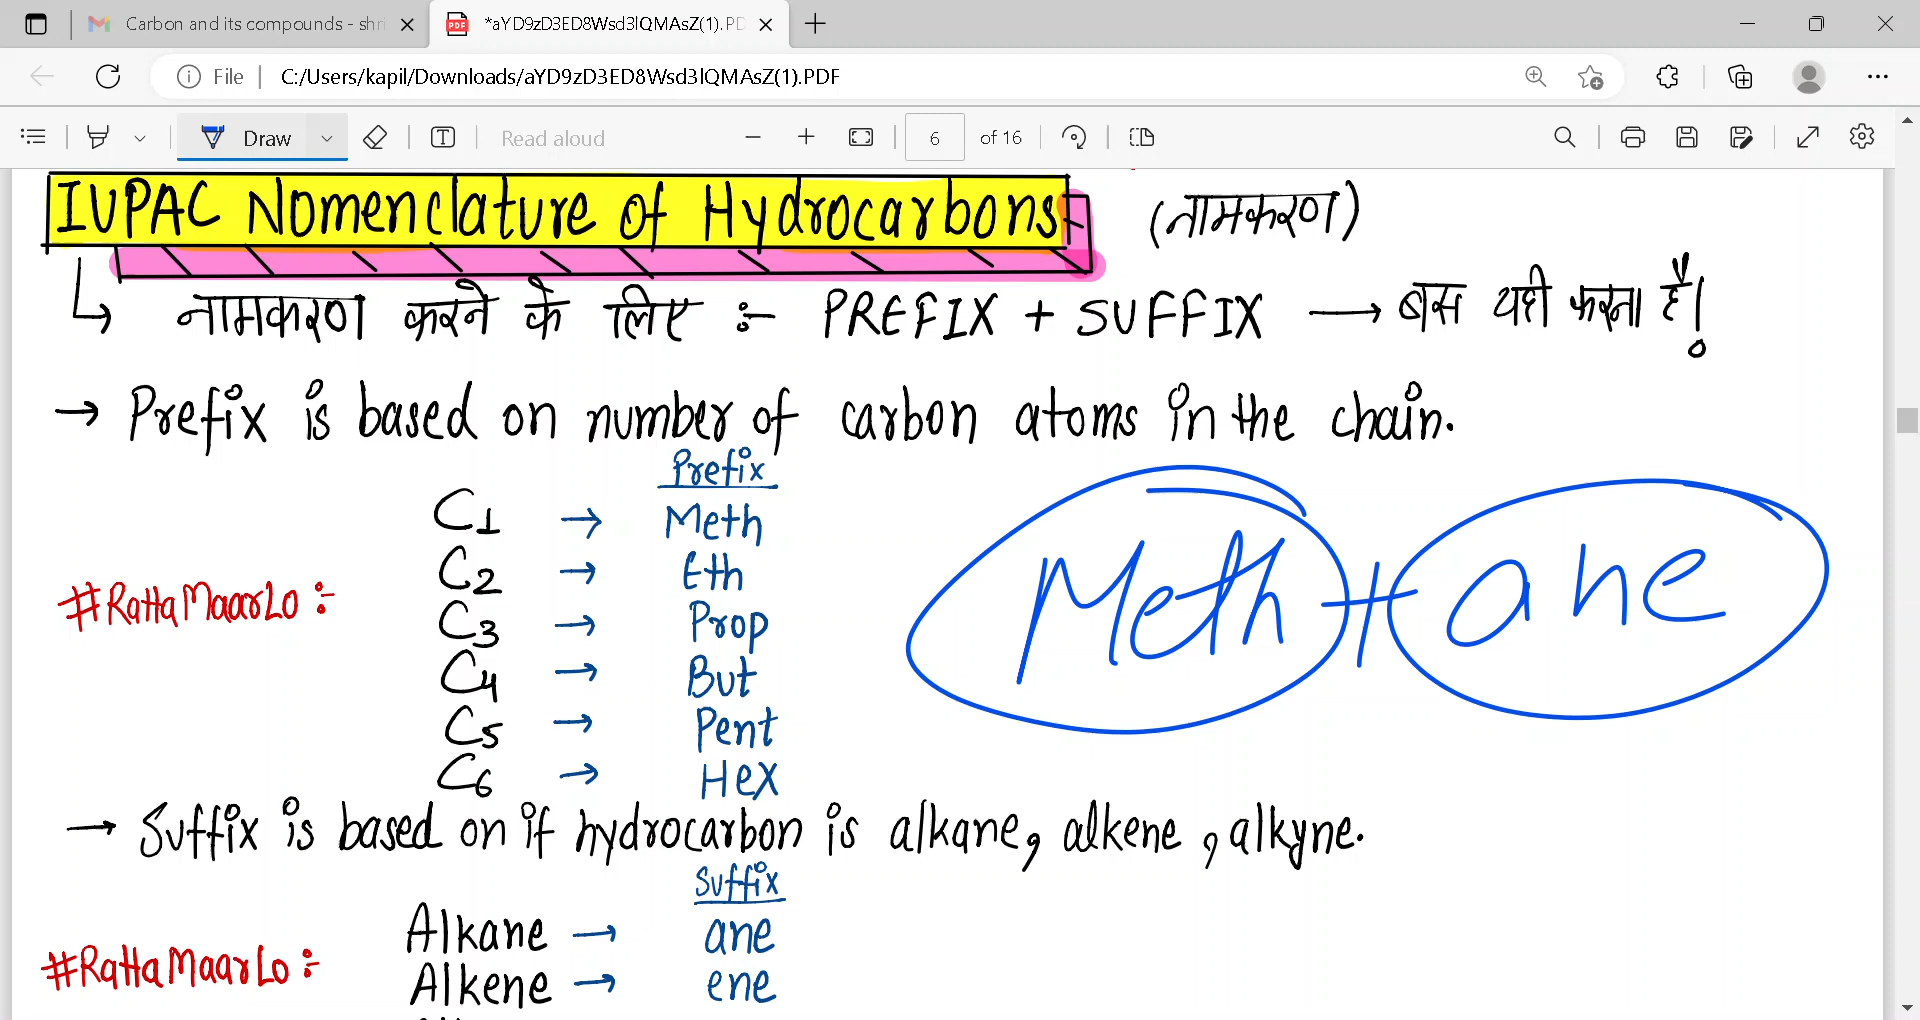 Carbon and its compounds - shri
*aYD9zD3ED8Wsd3lQMAsZ(1).PD
File C:/Users/kapil/Downloads/aYD9zD3ED8Wsd3lQMAsZ(1).PDF
Draw Read aloud 6 of 16
IUPAC Nomenclature of Hydrocarbons (नामकरण)
नामकरण करने के लिए :- PREFIX + SUFFIX → बस यही करना है!
→ Prefix is based on number of carbon atoms in the chain.
Prefix
C1 → Meth
C2 → Eth
#RattaMaarLo :-
C3 → Prop
C4 → But
C5 → Pent
C6 → Hex
Meth + ane
→ Suffix is based on if hydrocarbon is alkane, alkene, alkyne.
Suffix
Alkane → ane
#RattaMaarLo :-
Alkene → ene